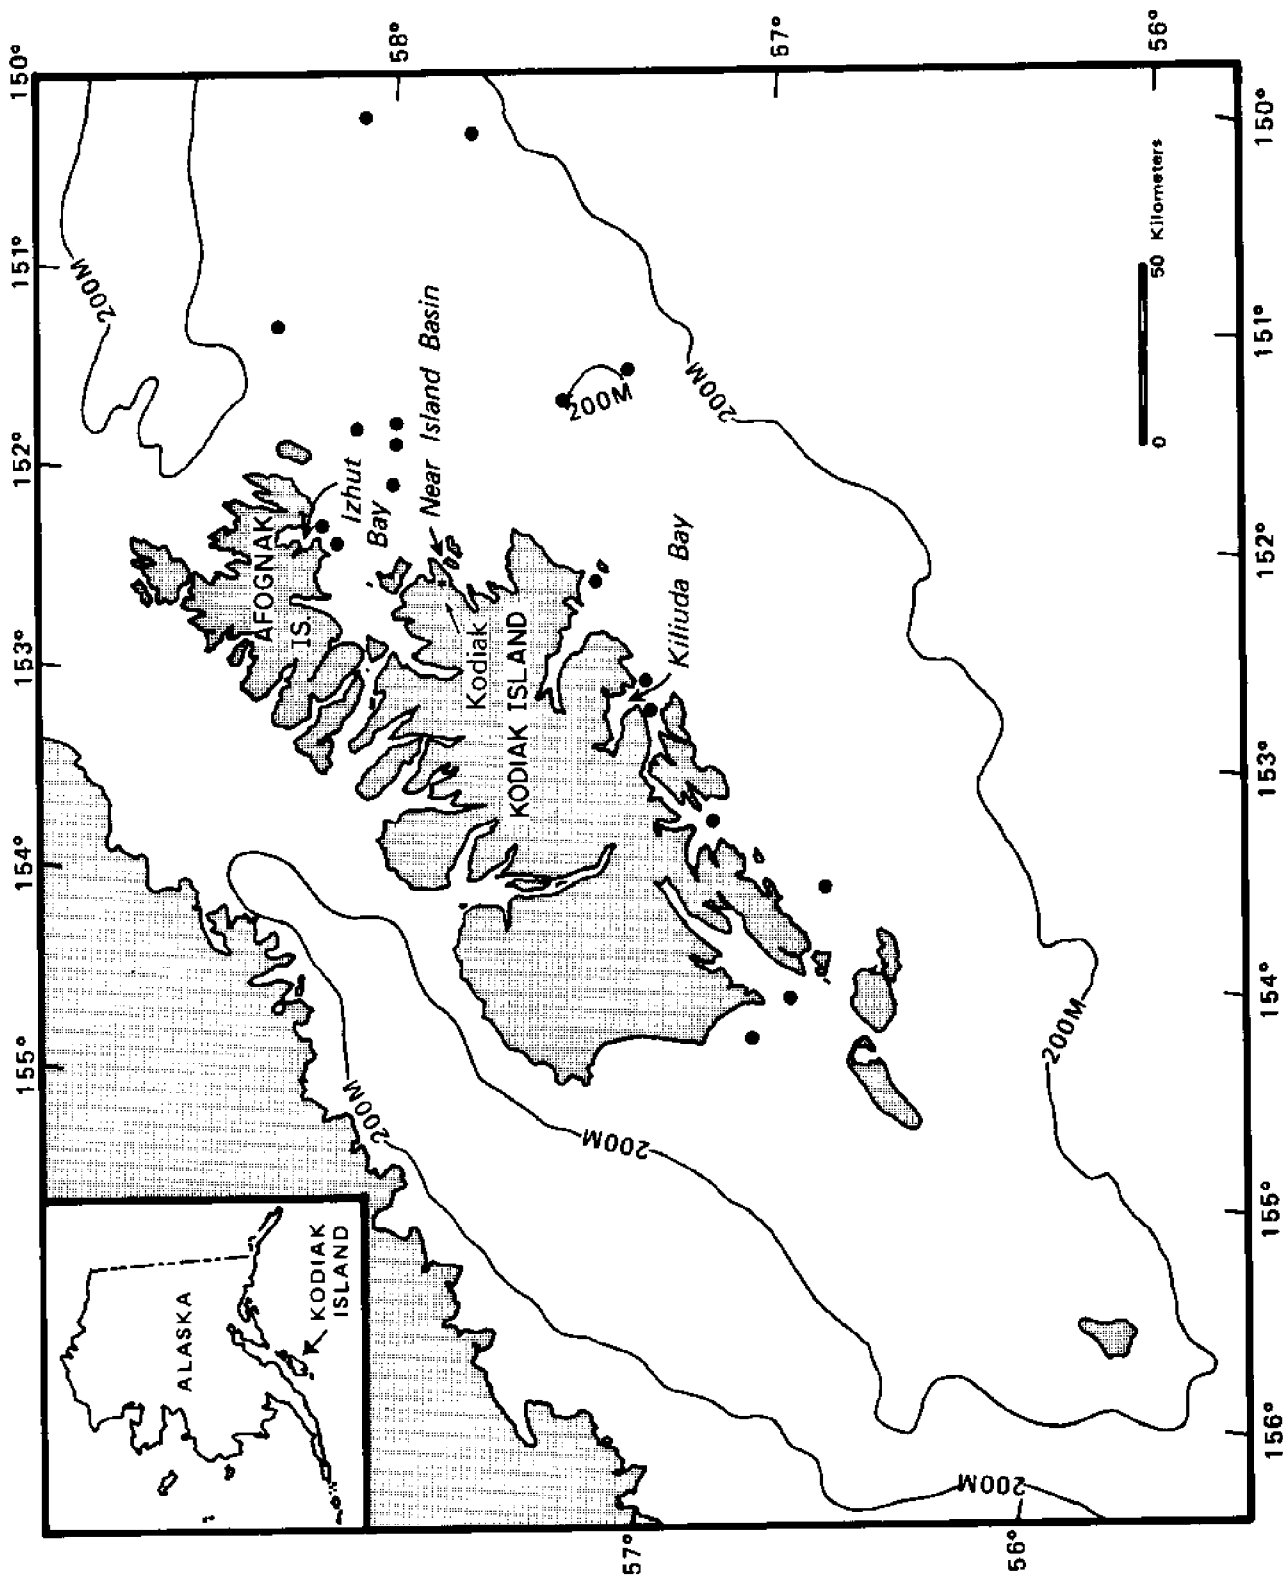 155°
154°
153°
152°
151°
150°
ALASKA
KODIAK
ISLAND
200M
AFOGNAK
IS.
Izhut
Bay
58°
200M
Near Island Basin
Kodiak
KODIAK ISLAND
200M
200M
57°
Kiliuda Bay
200M
57°
200M
200M
56°
0
50 Kilometers
56°
156°
155°
154°
153°
152°
151°
150°